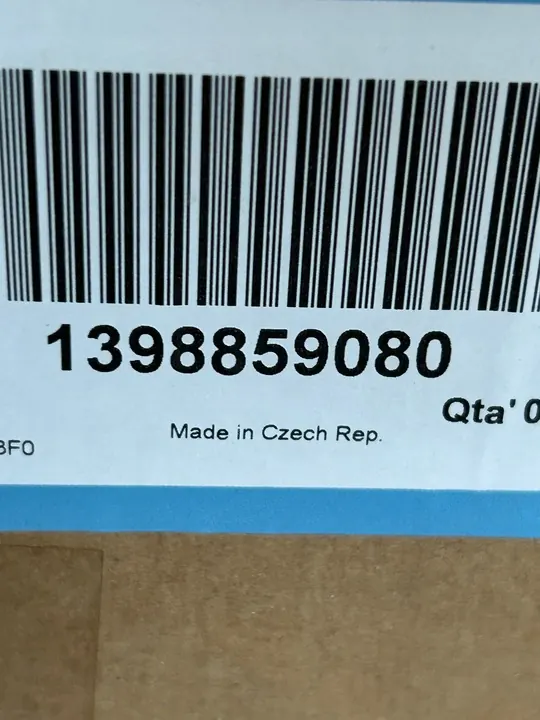 1398859080
Qta' 0
Made in Czech Rep.
3F0